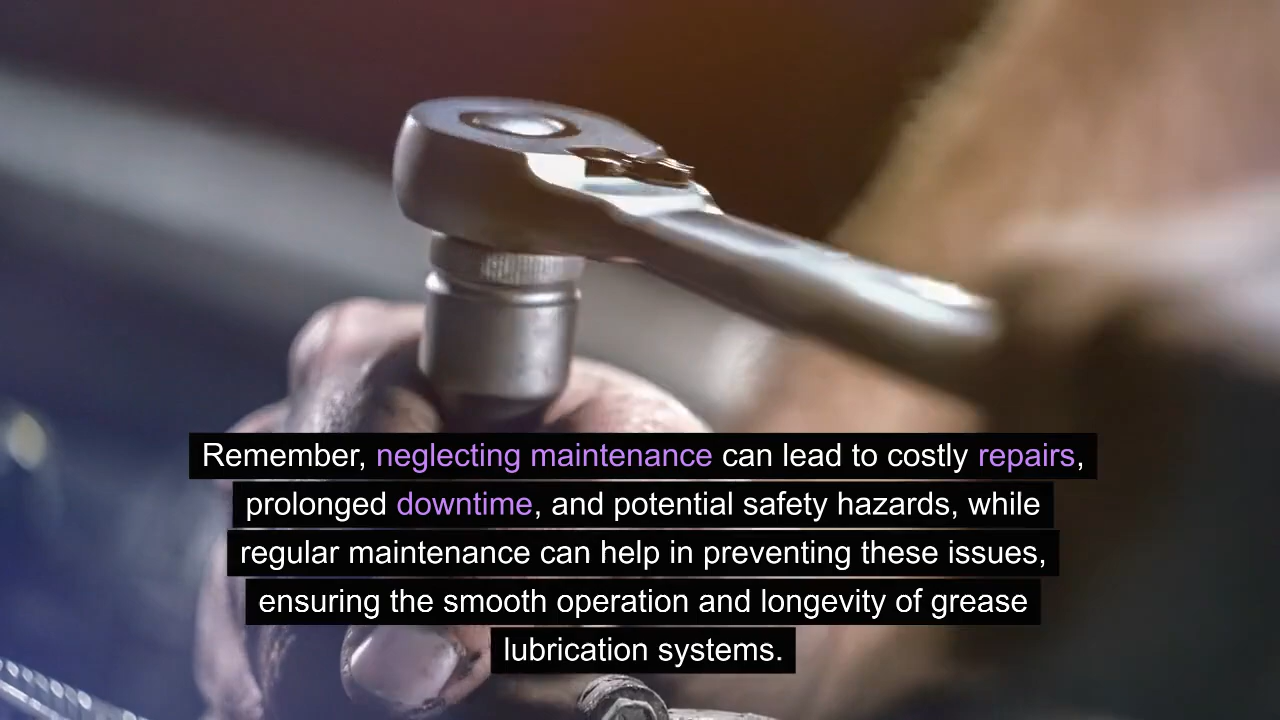 Remember, neglecting maintenance can lead to costly repairs,
prolonged downtime, and potential safety hazards, while
regular maintenance can help in preventing these issues,
ensuring the smooth operation and longevity of grease
lubrication systems.